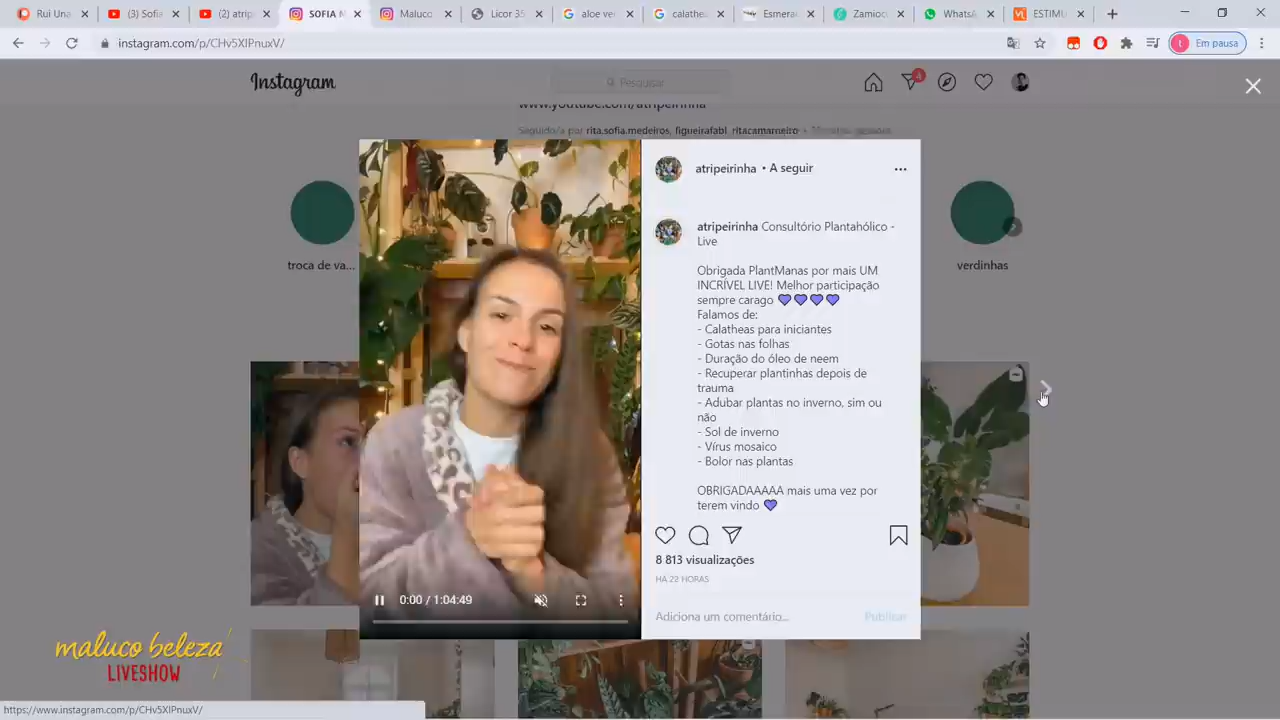 Rui Una
(3) Sofia
(2) atrip
SOFIA M
Maluco
Licor 35
aloe ve
calathe
Esmera
Zamioc
WhatsA
ESTIMU
instagram.com/p/CHv5XIPnuxV/
Em pausa
Instagram
Pesquisar
4
www.youtube.com/atripeirinha
Seguido/a por rita.sofia.medeiros, figueirafabl, ritacamarneiro
troca de va...
verdinhas
atripeirinha • A seguir
atripeirinha Consultório Plantahólico -
Live
Obrigada PlantManas por mais UM
INCRÍVEL LIVE! Melhor participação
sempre carago 💜💜💜💜
Falamos de:
- Calatheas para iniciantes
- Gotas nas folhas
- Duração do óleo de neem
- Recuperar plantinhas depois de
trauma
- Adubar plantas no inverno, sim ou
não
- Sol de inverno
- Vírus mosaico
- Bolor nas plantas
OBRIGADAAAAA mais uma vez por
terem vindo 💜
8 813 visualizações
HÁ 22 HORAS
Adiciona um comentário...
Publicar
0:00 / 1:04:49
maluco beleza
LIVESHOW
https://www.instagram.com/p/CHv5XIPnuxV/